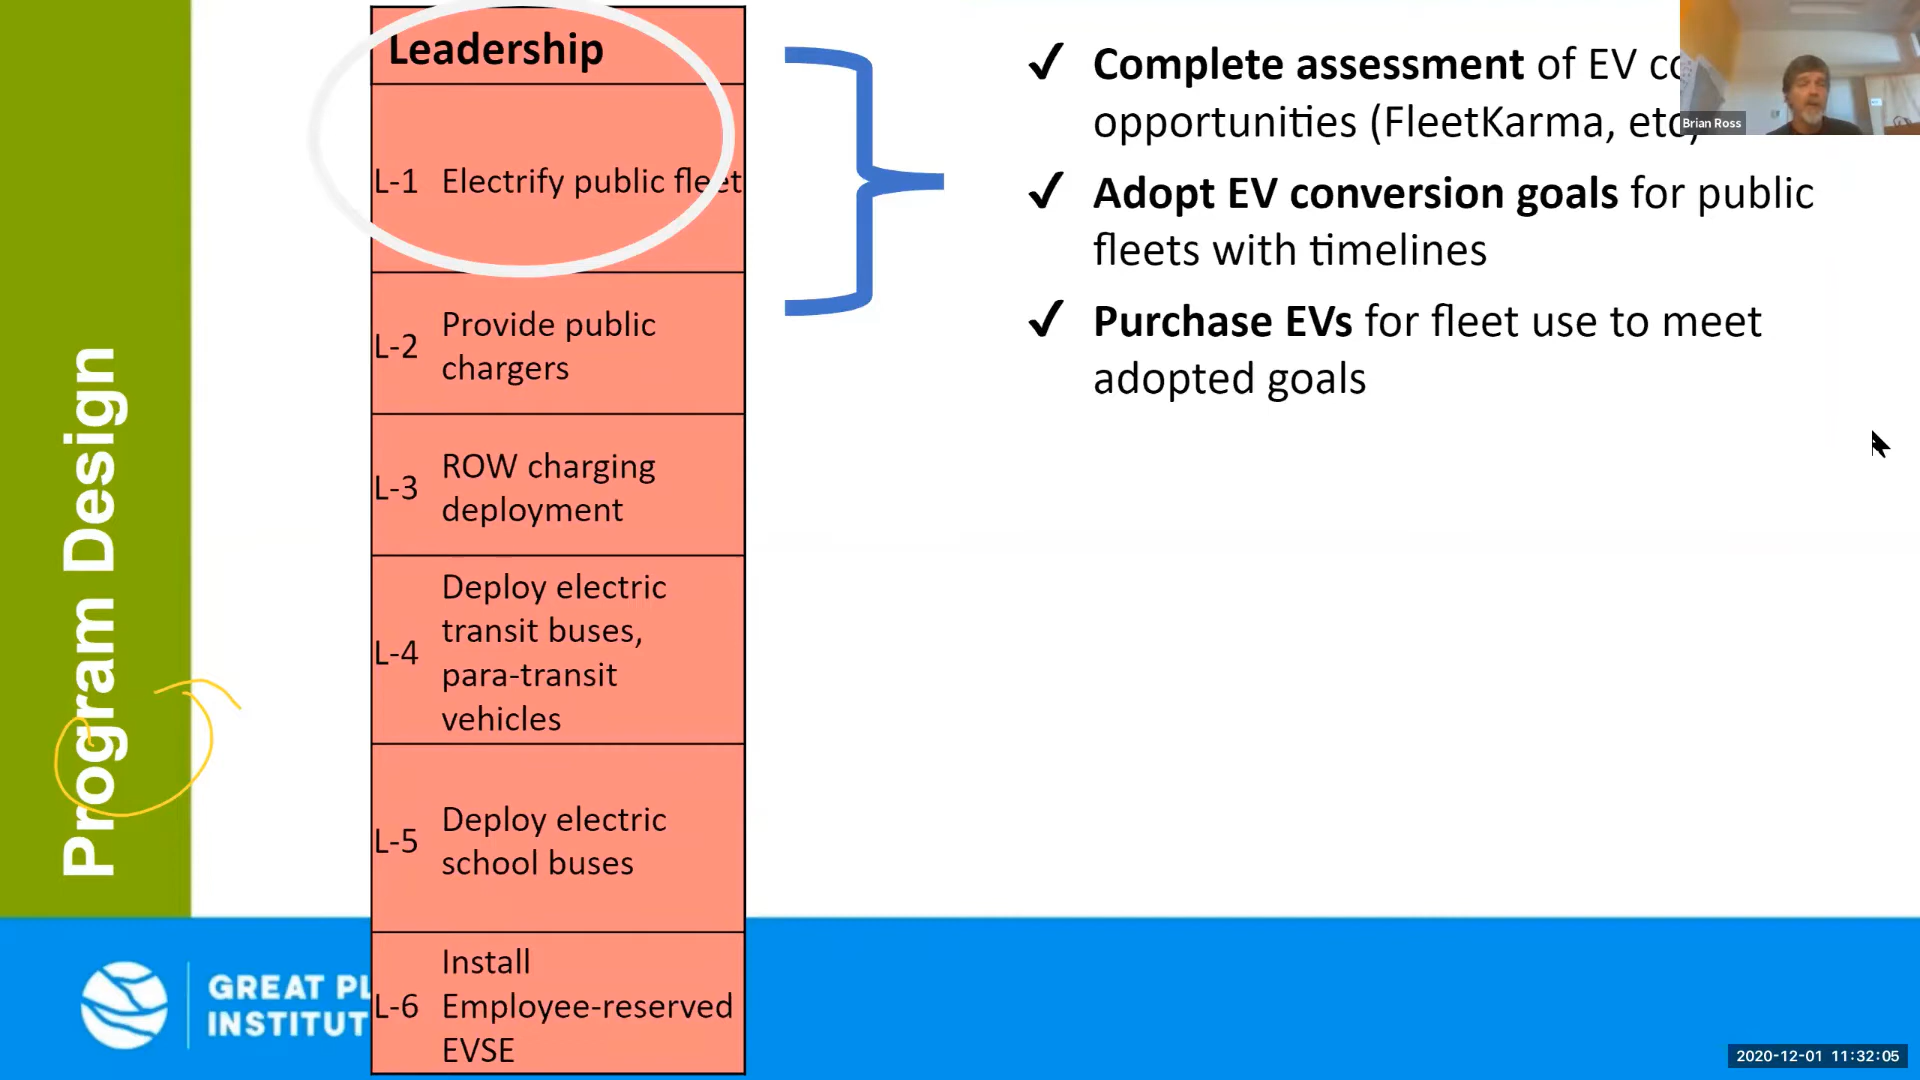 Program Design
Leadership
L-1 Electrify public fleet
L-2 Provide public
chargers
L-3 ROW charging
deployment
L-4 Deploy electric
transit buses,
para-transit
vehicles
L-5 Deploy electric
school buses
L-6 Install
Employee-reserved
EVSE
✓ Complete assessment of EV
opportunities (FleetKarma, etc)
✓ Adopt EV conversion goals for public
fleets with timelines
✓ Purchase EVs for fleet use to meet
adopted goals
Brian Ross
GREAT
INSTITUT
2020-12-01 11:32:05